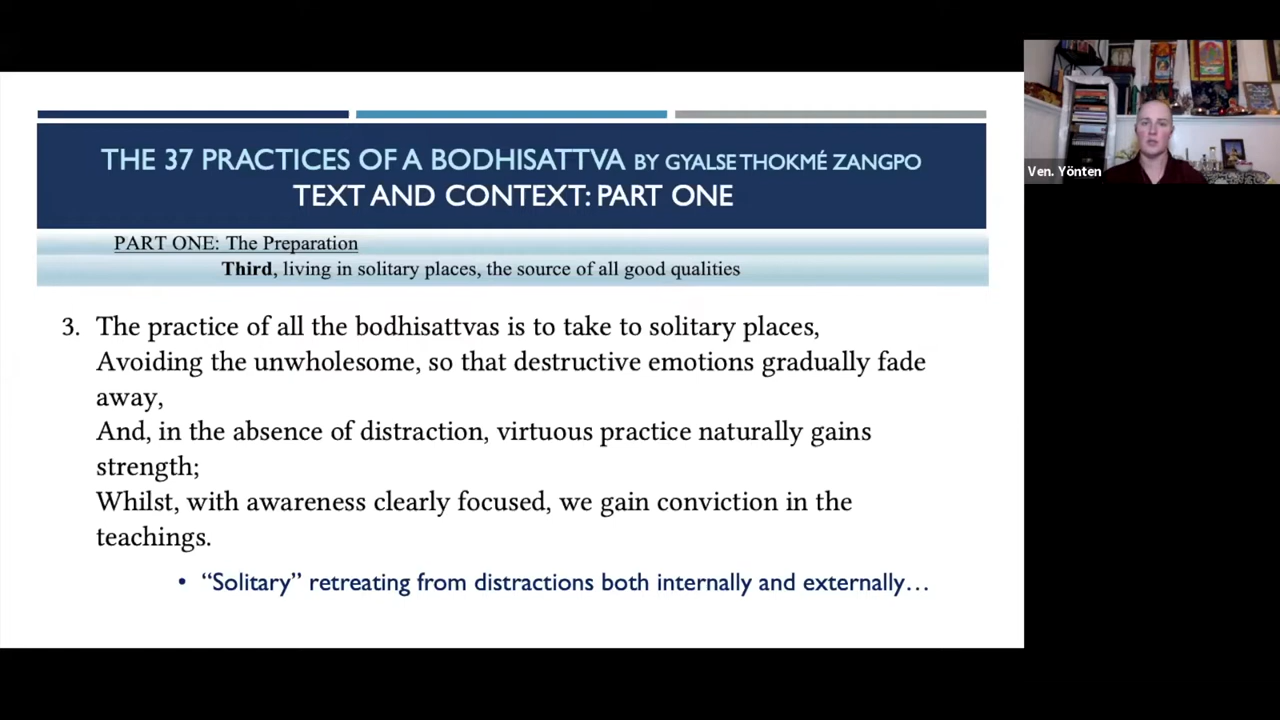 THE 37 PRACTICES OF A BODHISATTVA BY GYALSE THOKMÉ ZANGPO
TEXT AND CONTEXT: PART ONE
PART ONE: The Preparation
Third, living in solitary places, the source of all good qualities
3. The practice of all the bodhisattvas is to take to solitary places,
Avoiding the unwholesome, so that destructive emotions gradually fade
away,
And, in the absence of distraction, virtuous practice naturally gains
strength;
Whilst, with awareness clearly focused, we gain conviction in the
teachings.
• “Solitary” retreating from distractions both internally and externally…
Ven. Yönten